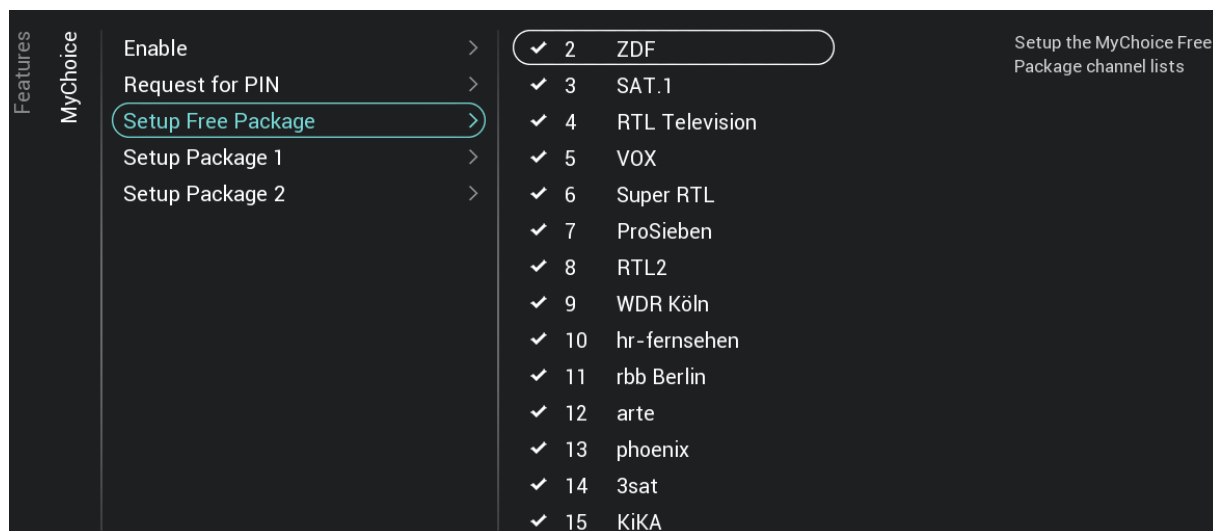 Features
MyChoice
Enable
Request for PIN
Setup Free Package
Setup Package 1
Setup Package 2
2 ZDF
3 SAT.1
4 RTL Television
5 VOX
6 Super RTL
7 ProSieben
8 RTL2
9 WDR Köln
10 hr-fernsehen
11 rbb Berlin
12 arte
13 phoenix
14 3sat
15 KiKA
Setup the MyChoice Free
Package channel lists